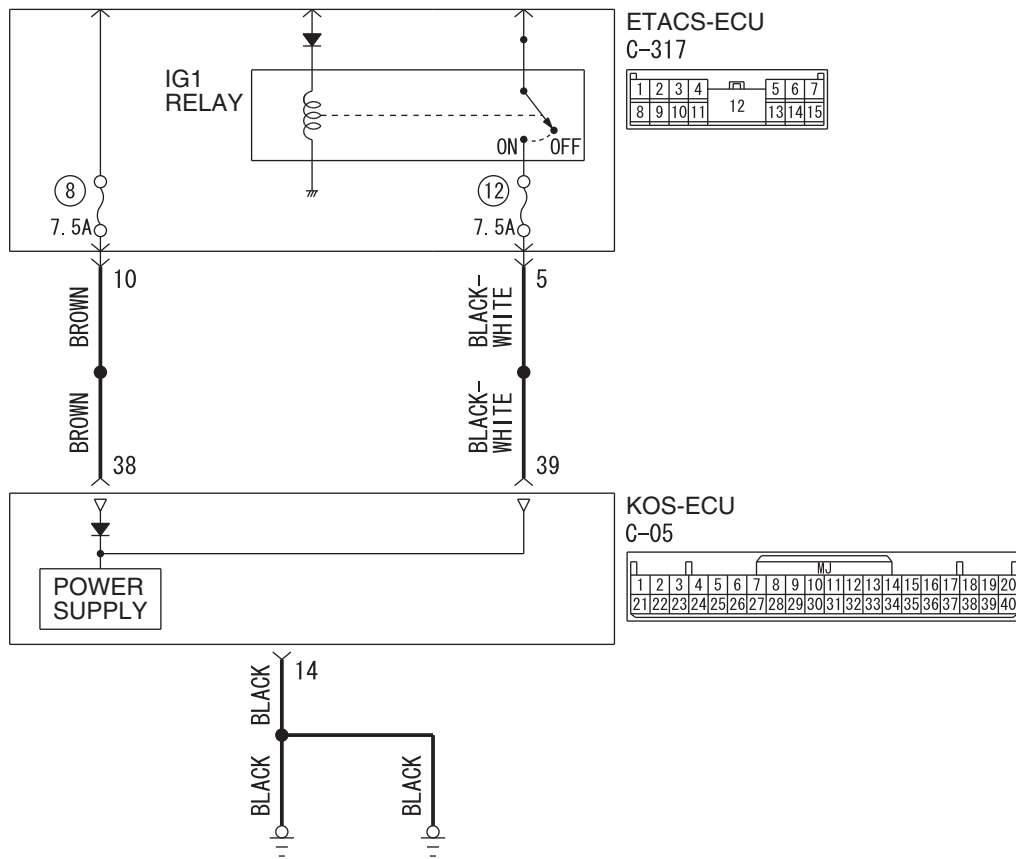 ETACS-ECU
C-317
1 2 3 4 5 6 7
8 9 10 11 12 13 14 15
IG1
RELAY
ON OFF
8
7.5A
12
7.5A
10
5
BROWN
BLACK-
WHITE
BROWN
BLACK-
WHITE
38
39
KOS-ECU
C-05
MJ
1 2 3 4 5 6 7 8 9 10 11 12 13 14 15 16 17 18 19 20
21 22 23 24 25 26 27 28 29 30 31 32 33 34 35 36 37 38 39 40
POWER
SUPPLY
14
BLACK
BLACK
BLACK